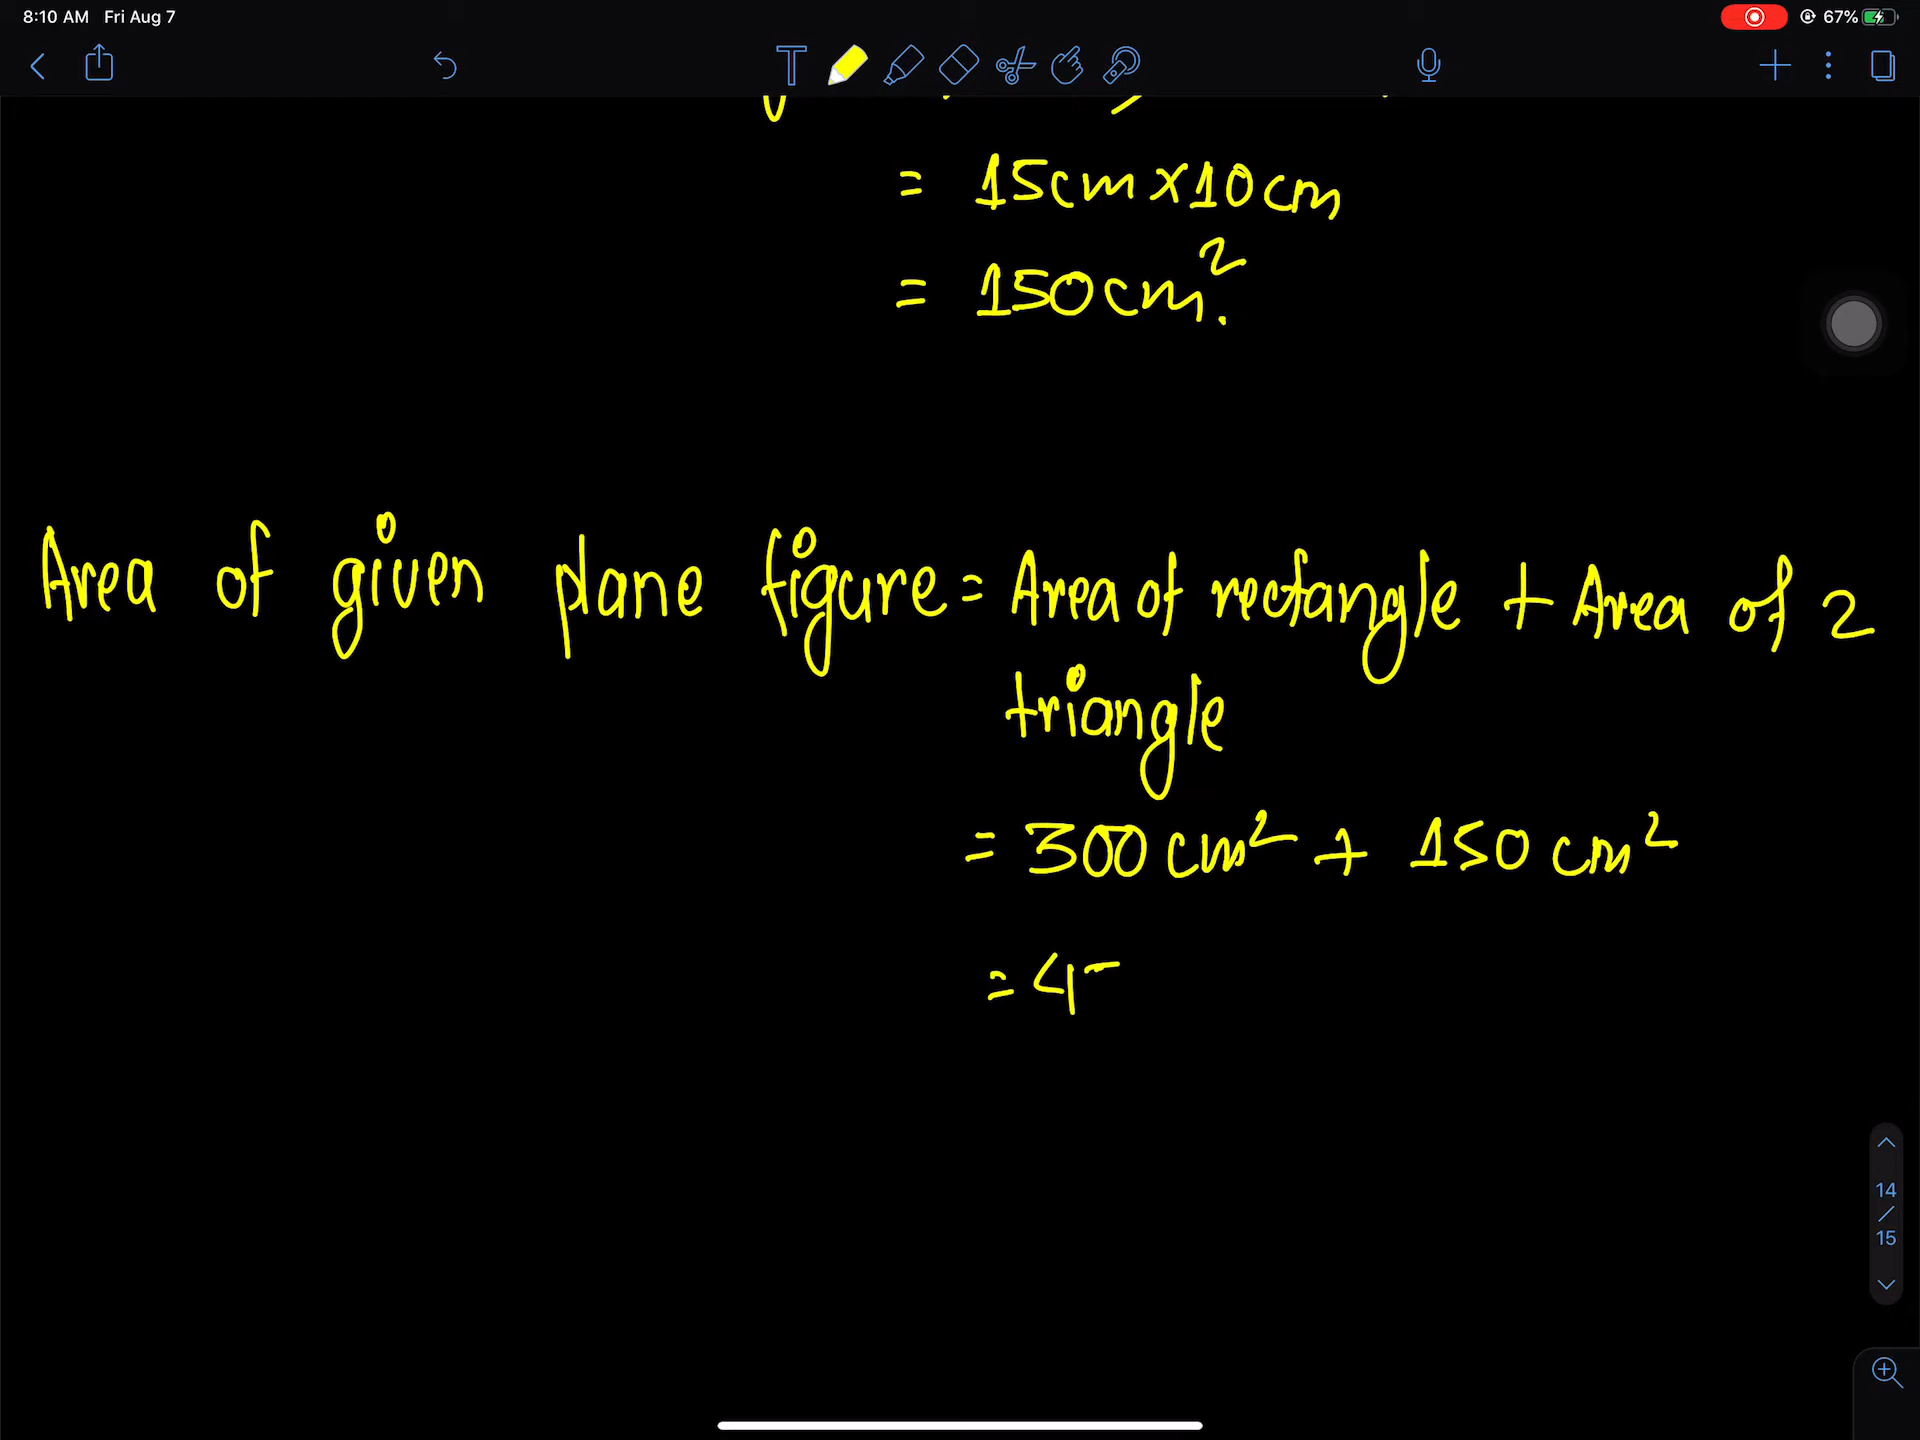 8:10 AM Fri Aug 7
67%
T
= 15cm x 10cm
= 150cm².
Area of given plane figure = Area of rectangle + Area of 2
triangle
= 300 cm² + 150 cm²
= 4
14
/
15